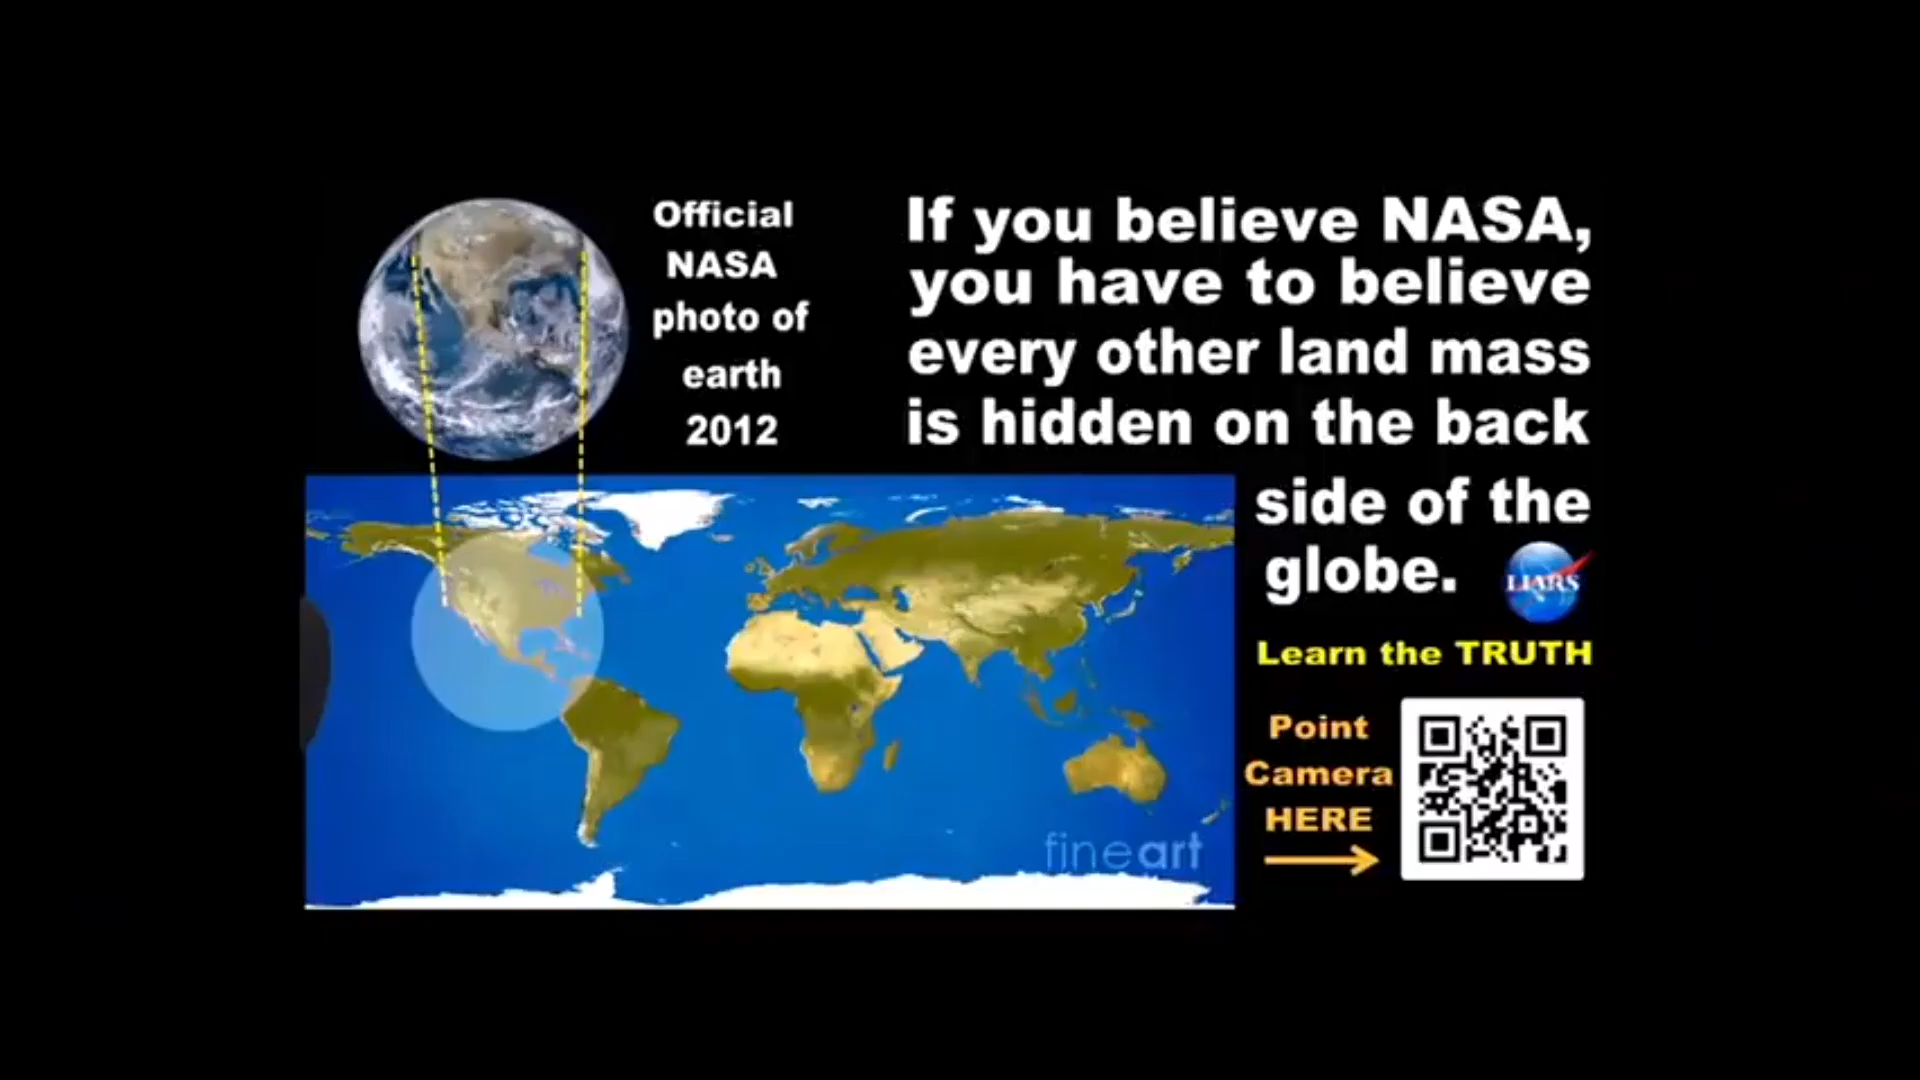 Official
NASA
photo of
earth
2012
If you believe NASA,
you have to believe
every other land mass
is hidden on the back
side of the
globe.
LIARS
Learn the TRUTH
Point
Camera
HERE
fineart